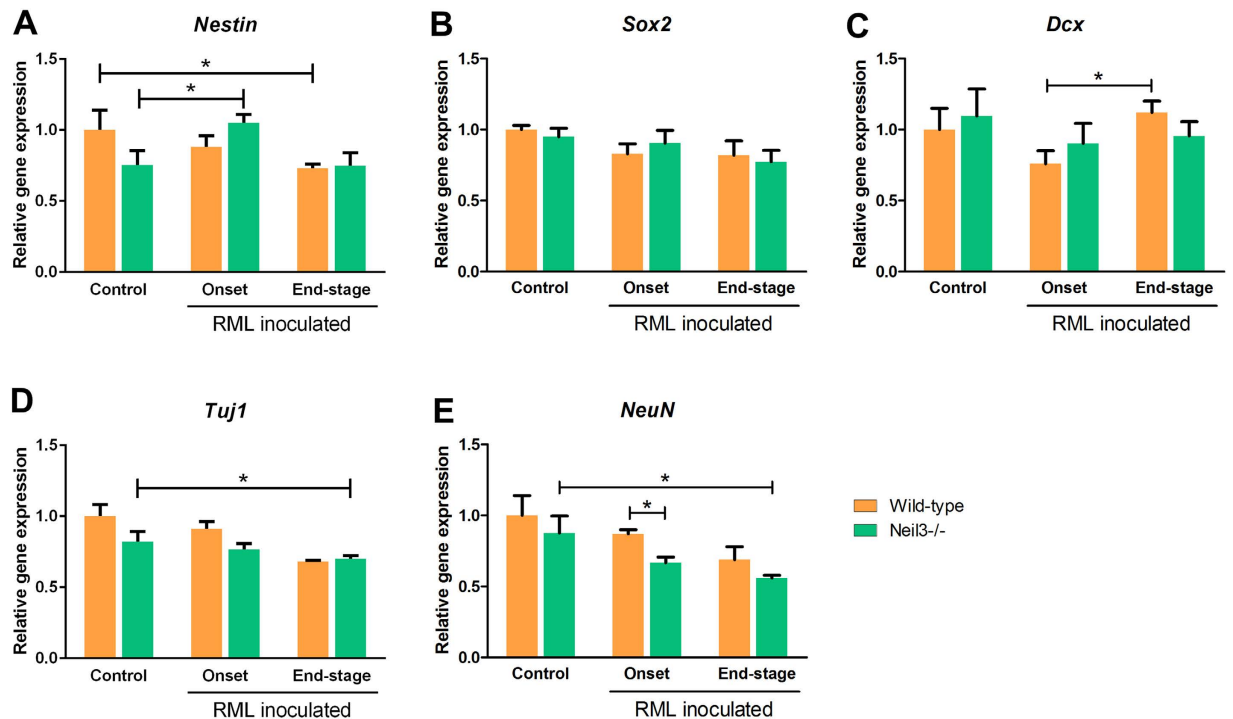 A
Nestin
Relative gene expression
1.5
1.0
0.5
0.0
*
*
Control
Onset
End-stage
RML inoculated
B
Sox2
Relative gene expression
1.5
1.0
0.5
0.0
Control
Onset
End-stage
RML inoculated
C
Dcx
Relative gene expression
1.5
1.0
0.5
0.0
*
Control
Onset
End-stage
RML inoculated
D
Tuj1
Relative gene expression
1.5
1.0
0.5
0.0
*
Control
Onset
End-stage
RML inoculated
E
NeuN
Relative gene expression
1.5
1.0
0.5
0.0
*
*
Control
Onset
End-stage
RML inoculated
Wild-type
Neil3-/-